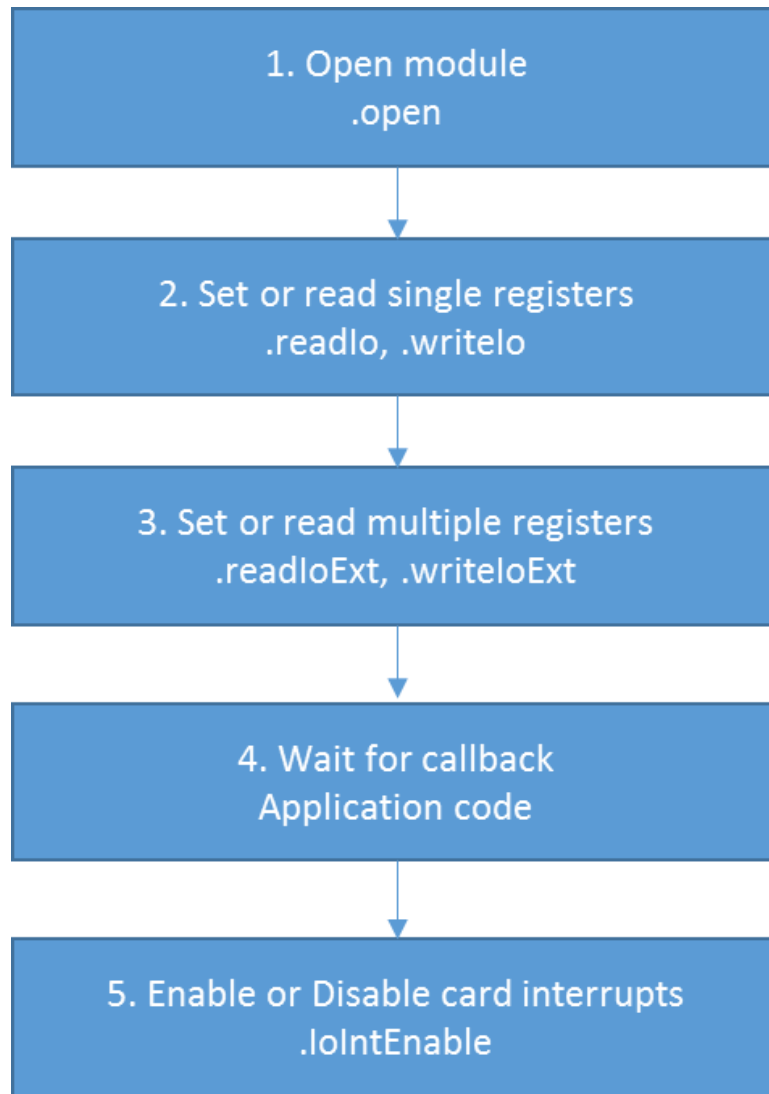 1. Open module
.open
2. Set or read single registers
.readIo, .writeIo
3. Set or read multiple registers
.readIoExt, .writeIoExt
4. Wait for callback
Application code
5. Enable or Disable card interrupts
.IoIntEnable